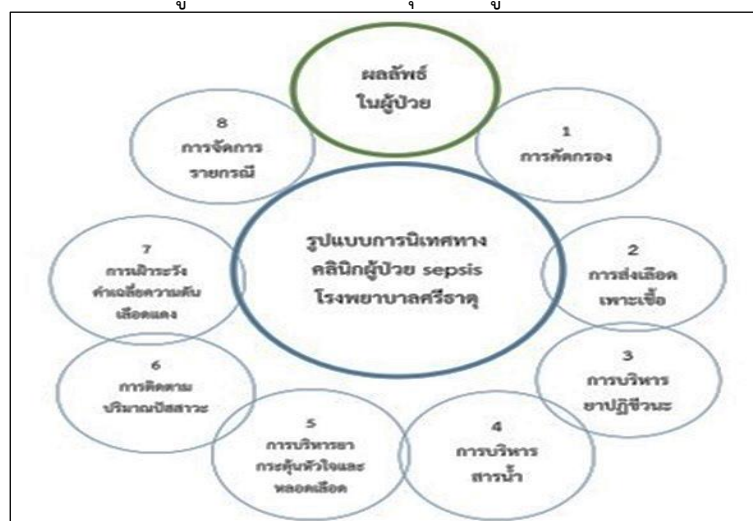 ผลลัพธ์
ในผู้ป่วย
1
การคัดกรอง
2
การส่งเลือด
เพาะเชื้อ
3
การบริหาร
ยาปฏิชีวนะ
4
การบริหาร
สารน้ำ
5
การบริหารยา
กระตุ้นหัวใจและ
หลอดเลือด
6
การติดตาม
ปริมาณปัสสาวะ
7
การเฝ้าระวัง
ค่าเฉลี่ยความดัน
เลือดแดง
8
การจัดการ
รายกรณี
รูปแบบการนิเทศทาง
คลินิกผู้ป่วย sepsis
โรงพยาบาลศรีธาตุ